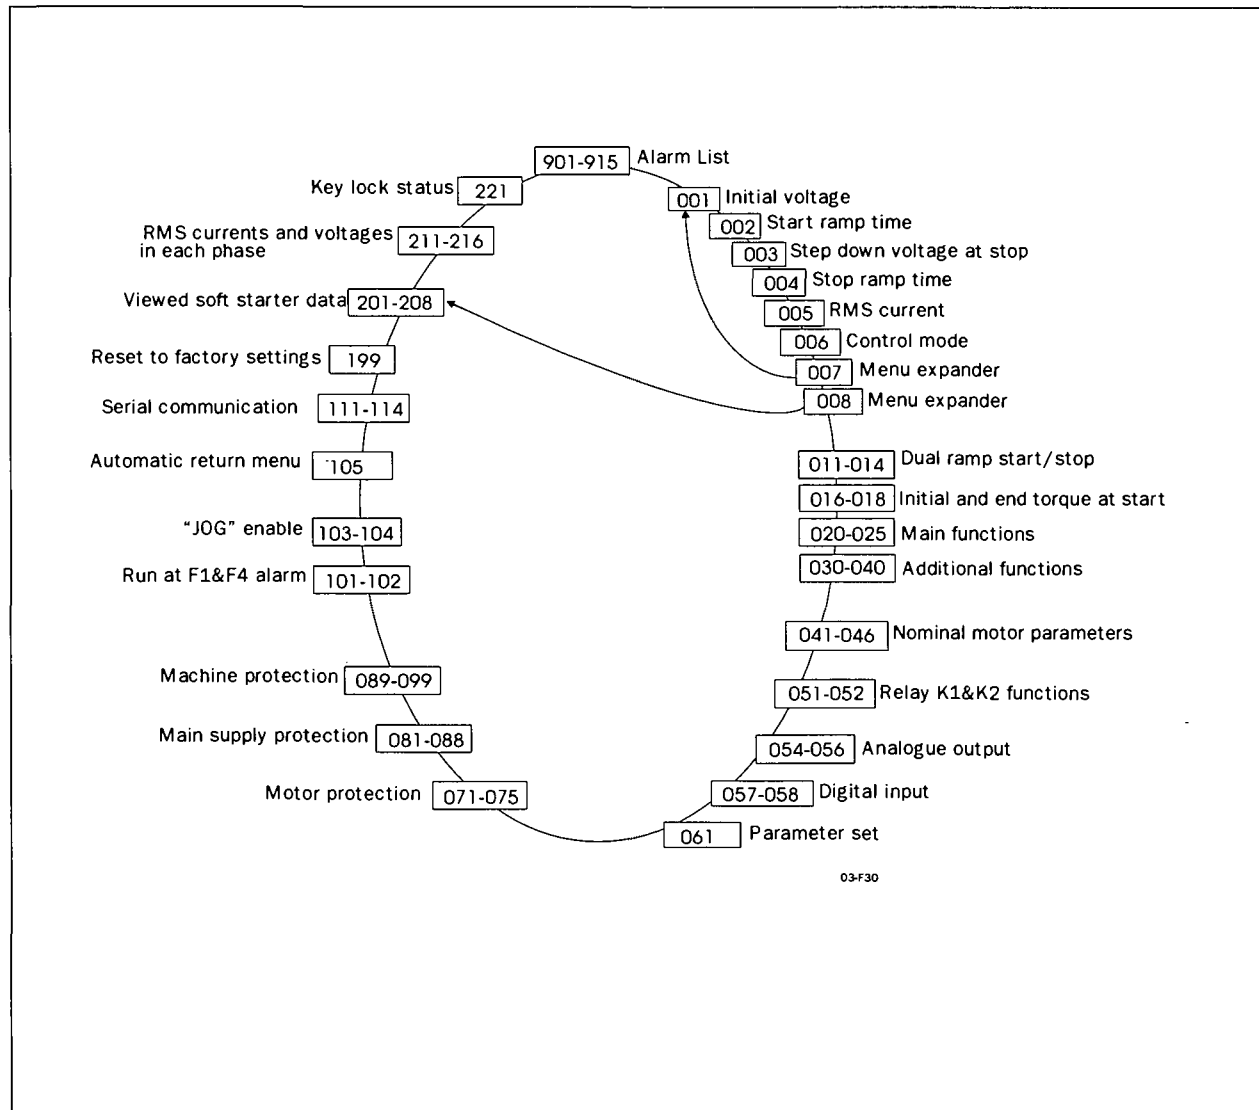 901-915 Alarm List
Key lock status 221
001 Initial voltage
002 Start ramp time
RMS currents and voltages
in each phase
211-216
003 Step down voltage at stop
004 Stop ramp time
Viewed soft starter data 201-208
005 RMS current
006 Control mode
Reset to factory settings 199
007 Menu expander
008 Menu expander
Serial communication 111-114
Automatic return menu 105
011-014 Dual ramp start/stop
016-018 Initial and end torque at start
"JOG" enable 103-104
020-025 Main functions
Run at F1&F4 alarm 101-102
030-040 Additional functions
041-046 Nominal motor parameters
Machine protection 089-099
051-052 Relay K1&K2 functions
Main supply protection 081-088
054-056 Analogue output
Motor protection 071-075
057-058 Digital input
061 Parameter set
03-F30